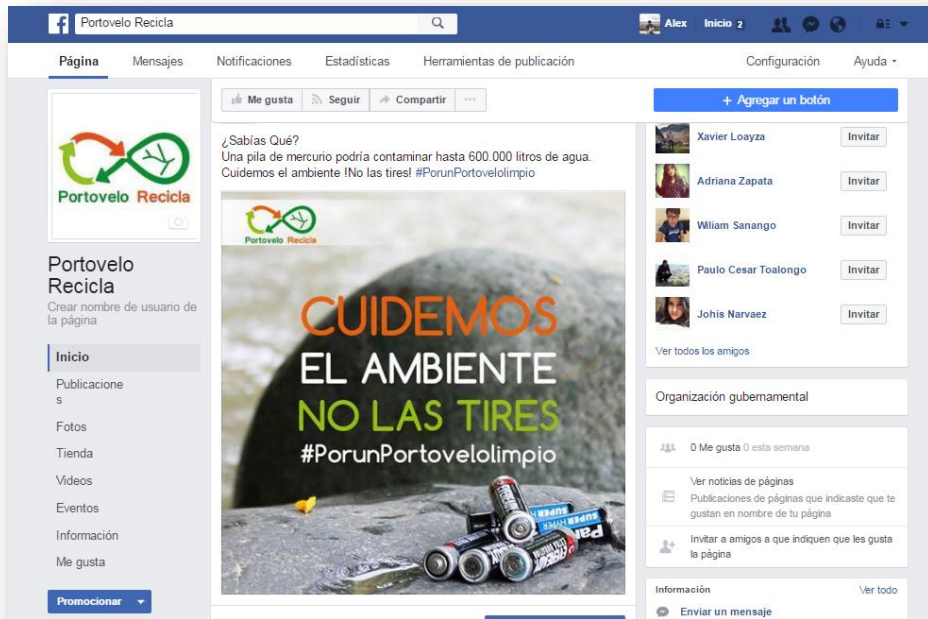 Portovelo Recicla
Alex
Inicio 2
Página
Mensajes
Notificaciones
Estadísticas
Herramientas de publicación
Configuración
Ayuda
Portovelo Recicla
Portovelo
Recicla
Crear nombre de usuario de
la página
Inicio
Publicacione
s
Fotos
Tienda
Videos
Eventos
Información
Me gusta
Promocionar
Me gusta
Seguir
Compartir
¿Sabías Qué?
Una pila de mercurio podría contaminar hasta 600.000 litros de agua.
Cuidemos el ambiente !No las tires! #PorunPortovelolimpio
Portovelo Recicla
CUIDEMOS
EL AMBIENTE
NO LAS TIRES
#PorunPortovelolimpio
SUPER
SUPER HYPER
+ Agregar un botón
Xavier Loayza
Invitar
Adriana Zapata
Invitar
Wiliam Sanango
Invitar
Paulo Cesar Toalongo
Invitar
Johis Narvaez
Invitar
Ver todos los amigos
Organización gubernamental
0 Me gusta 0 esta semana
Ver noticias de páginas
Publicaciones de páginas que indicaste que te
gustan en nombre de tu página
Invitar a amigos a que indiquen que les gusta
la página
Información
Ver todo
Enviar un mensaje